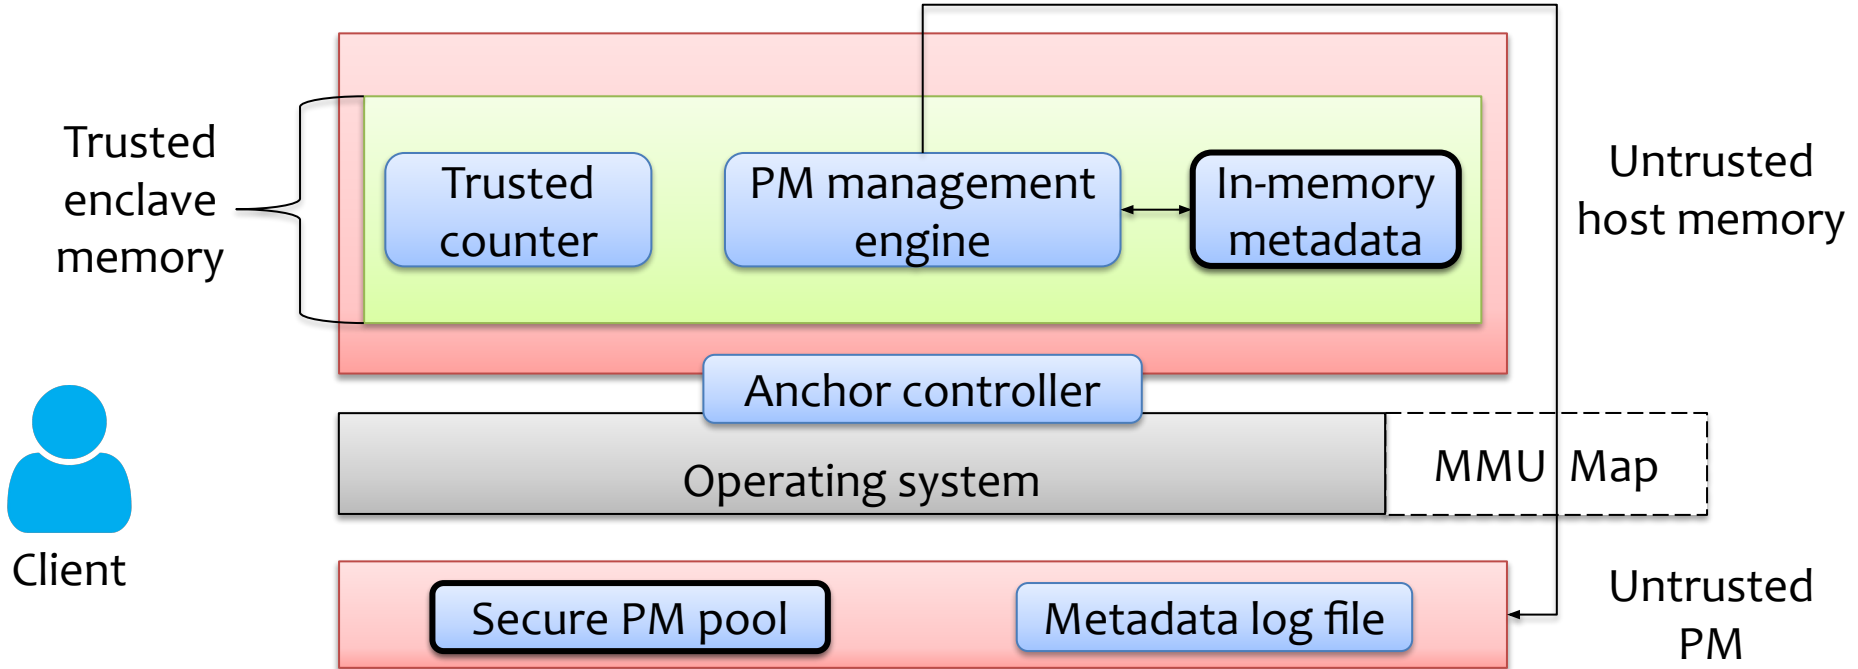 Trusted
enclave
memory
Trusted
counter
PM management
engine
In-memory
metadata
Untrusted
host memory
Anchor controller
Operating system
MMU Map
Client
Secure PM pool
Metadata log file
Untrusted
PM